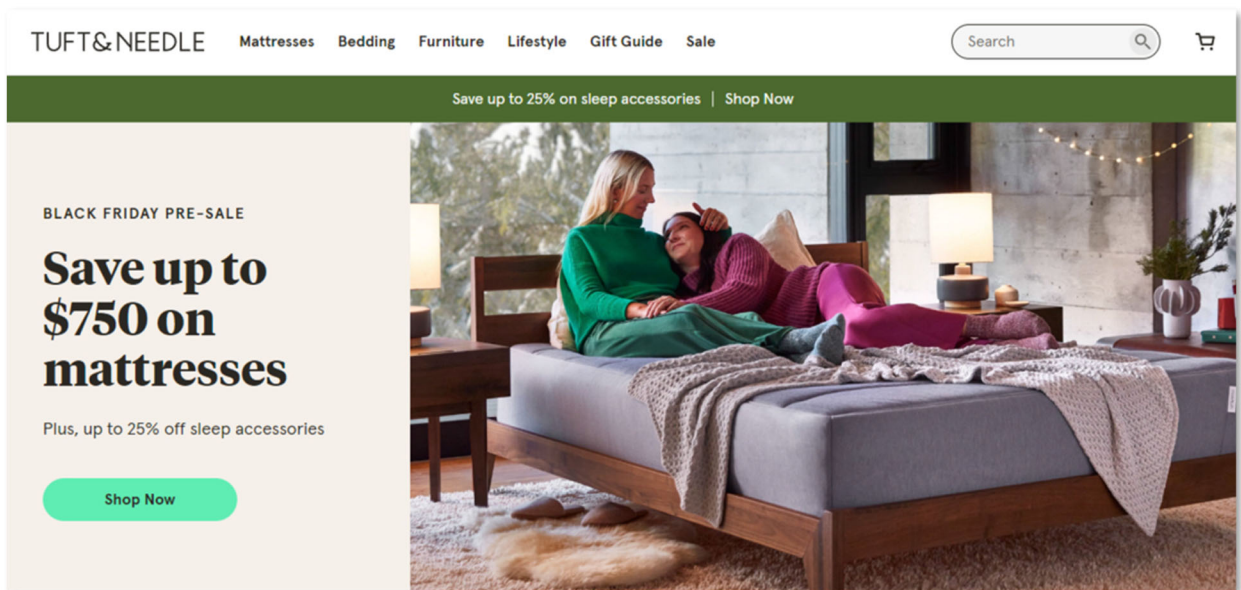 TUFT&NEEDLE Mattresses Bedding Furniture Lifestyle Gift Guide Sale Search
Save up to 25% on sleep accessories | Shop Now
BLACK FRIDAY PRE-SALE
Save up to
$750 on
mattresses
Plus, up to 25% off sleep accessories
Shop Now